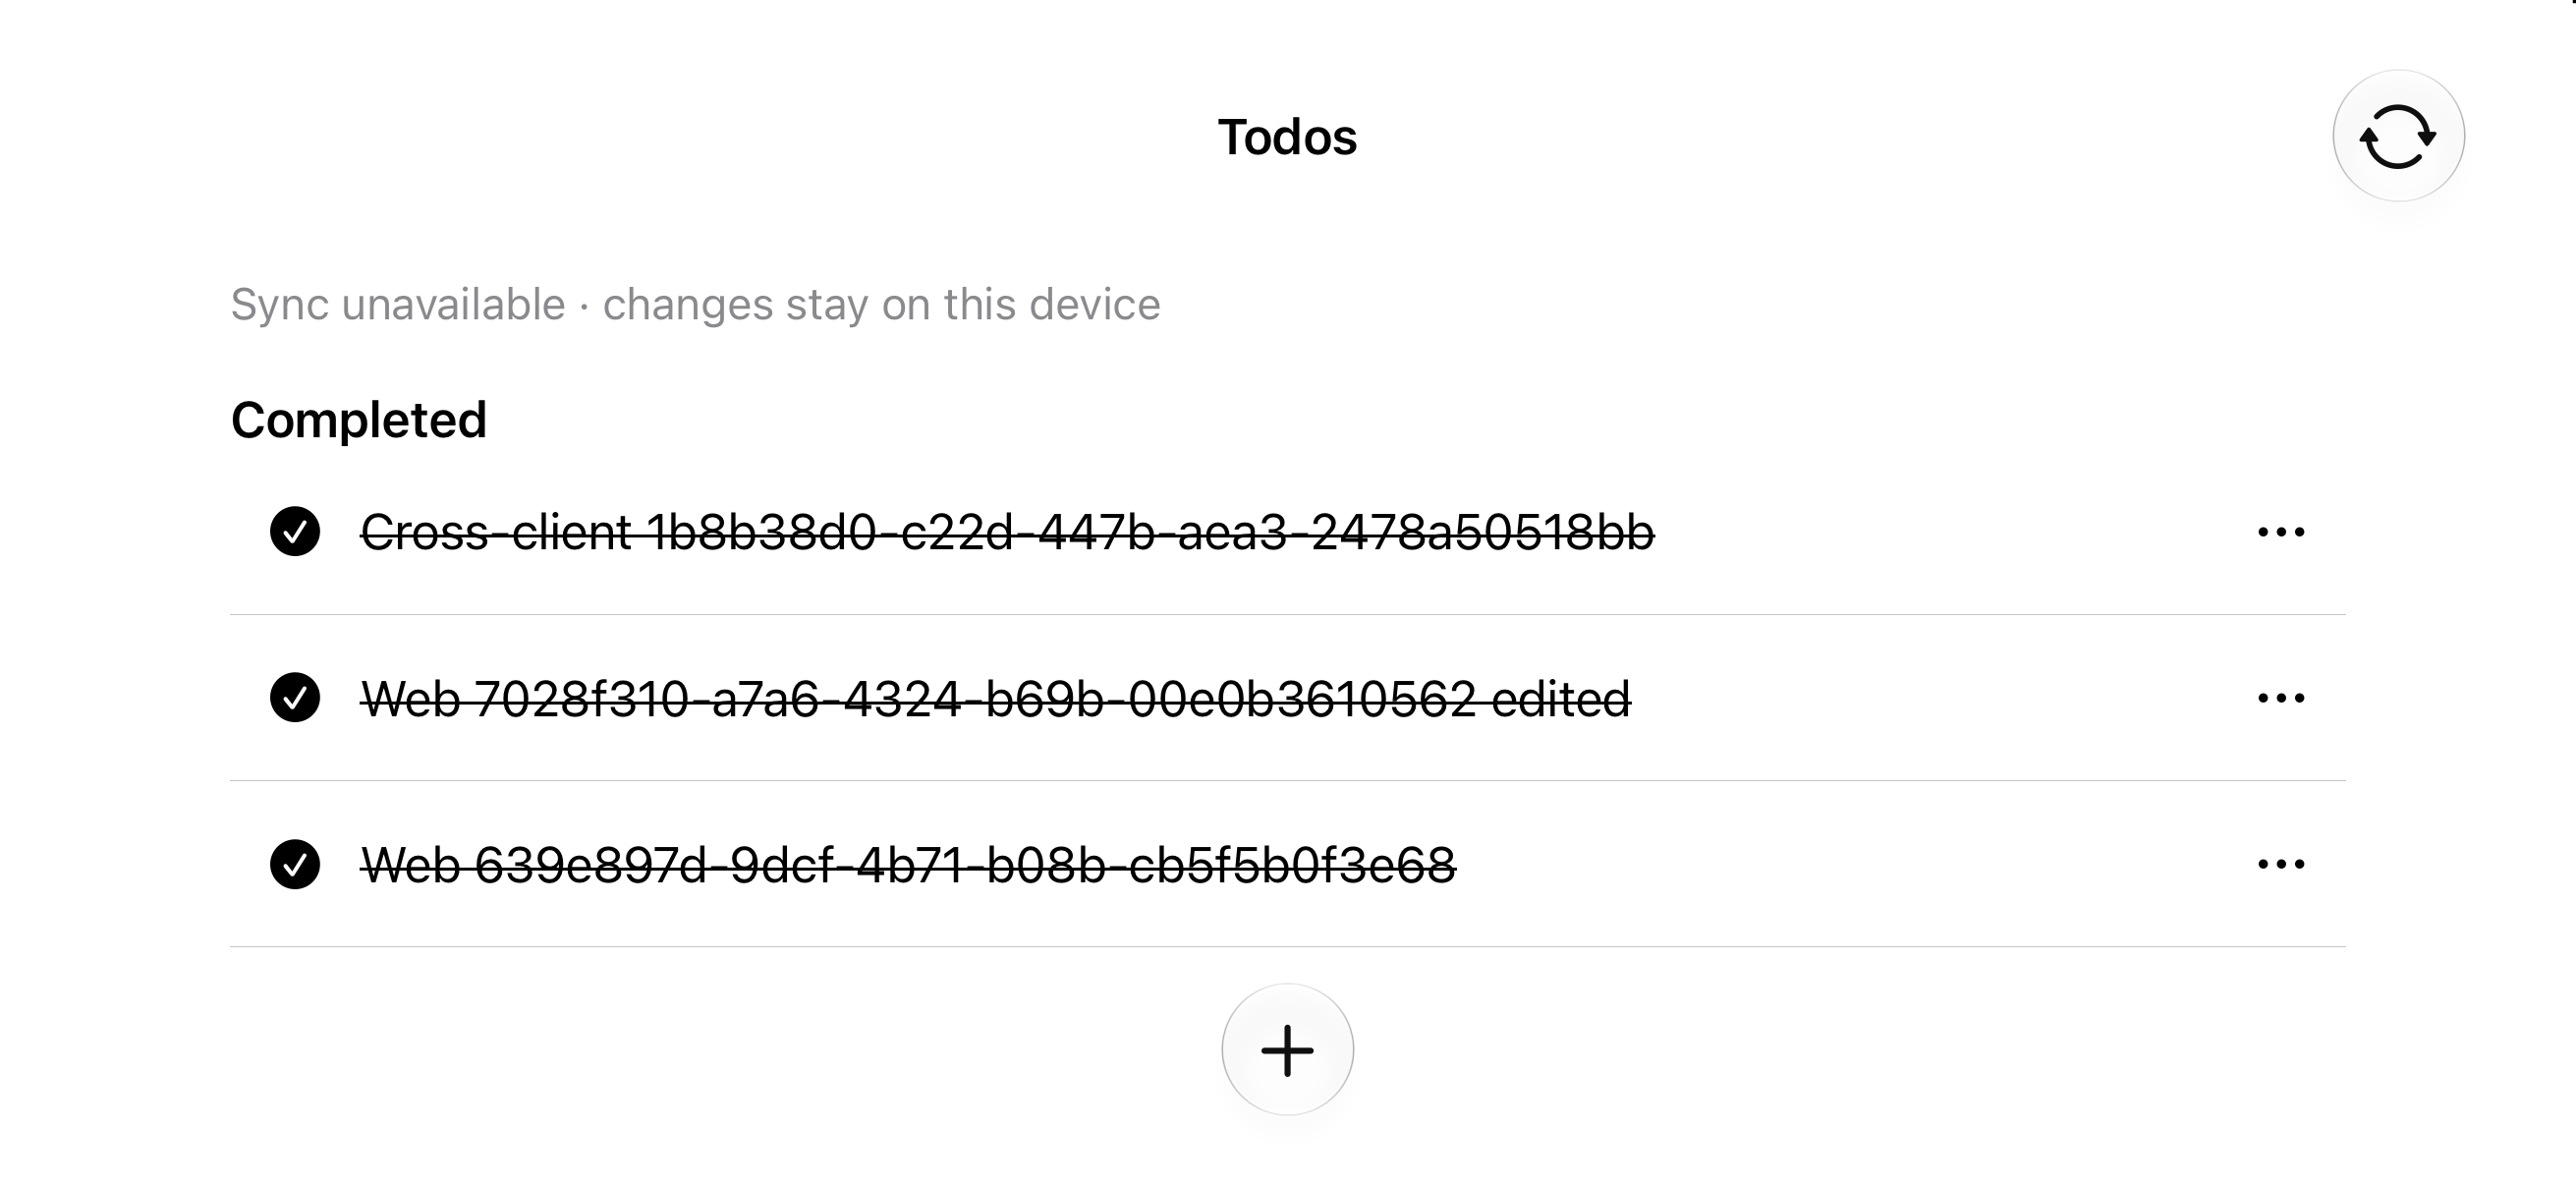 Todos
Sync unavailable · changes stay on this device
Completed
Cross-client 1b8b38d0-c22d-447b-aea3-2478a50518bb
Web 7028f310-a7a6-4324-b69b-00e0b3610562 edited
Web 639e897d-9dcf-4b71-b08b-cb5f5b0f3e68